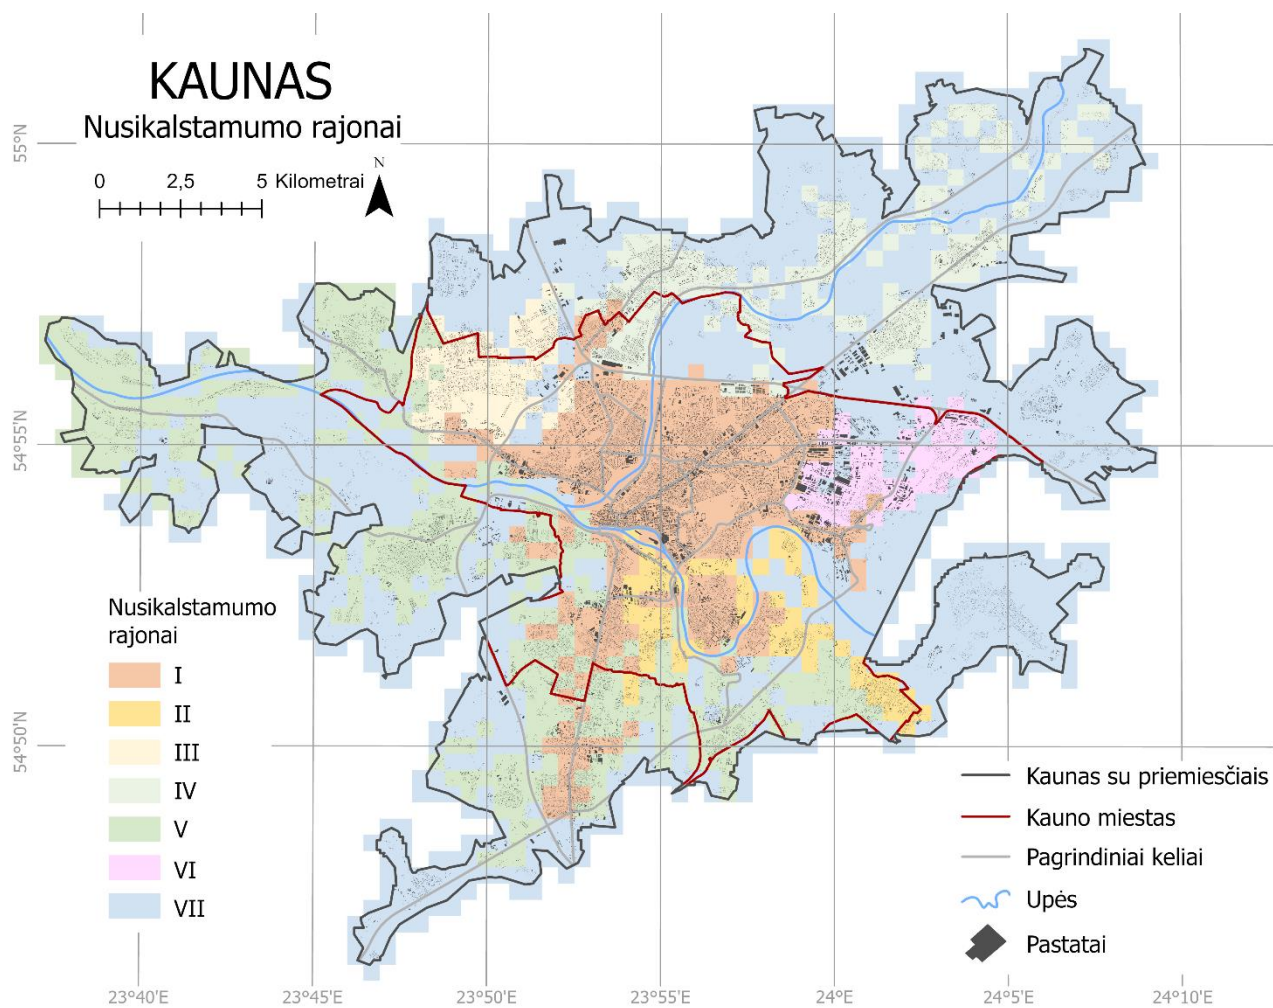 KAUNAS
Nusikalstamumo rajonai
0 2,5 5 Kilometrai
N
55°N
54°55'N
54°50'N
Nusikalstamumo
rajonai
I
II
III
IV
V
VI
VII
Kaunas su priemiesčiais
Kauno miestas
Pagrindiniai keliai
Upės
Pastatai
23°40'E 23°45'E 23°50'E 23°55'E 24°E 24°5'E 24°10'E